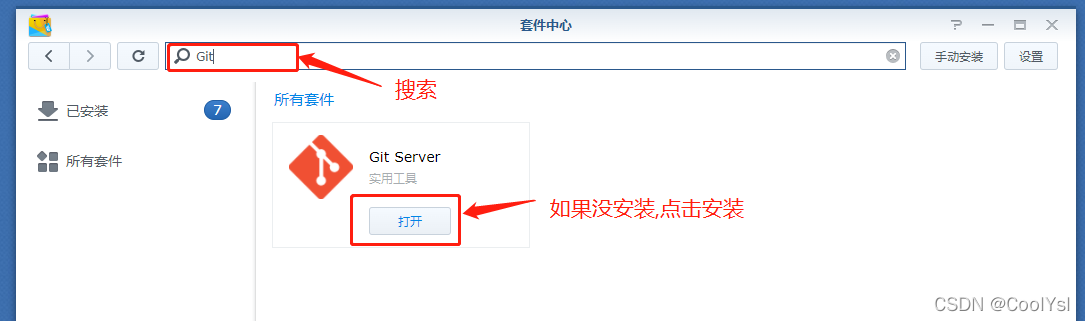 套件中心
Git
手动安装 设置
搜索
已安装 7
所有套件
所有套件
Git Server
实用工具
打开
如果没安装,点击安装
CSDN @CoolYsl